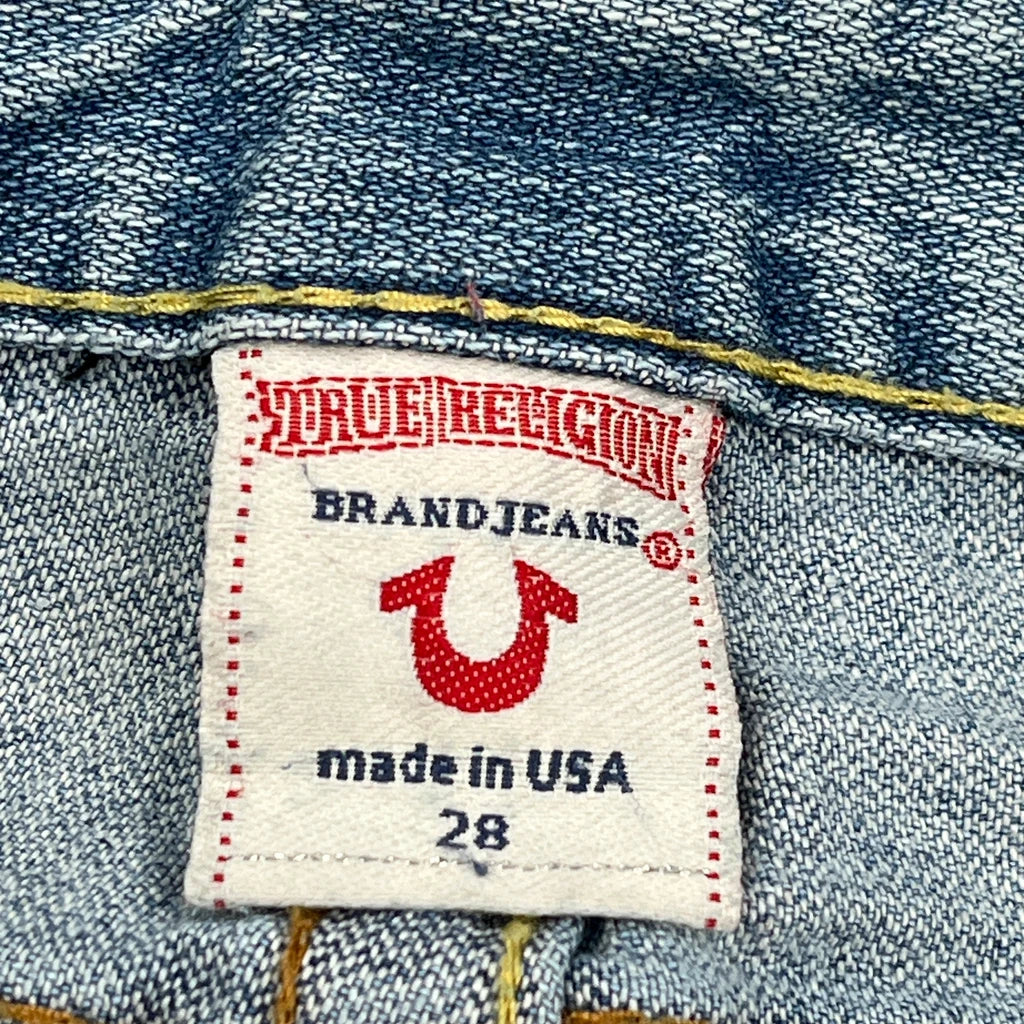 TRUE RELIGION
BRAND JEANS ®
made in USA
28